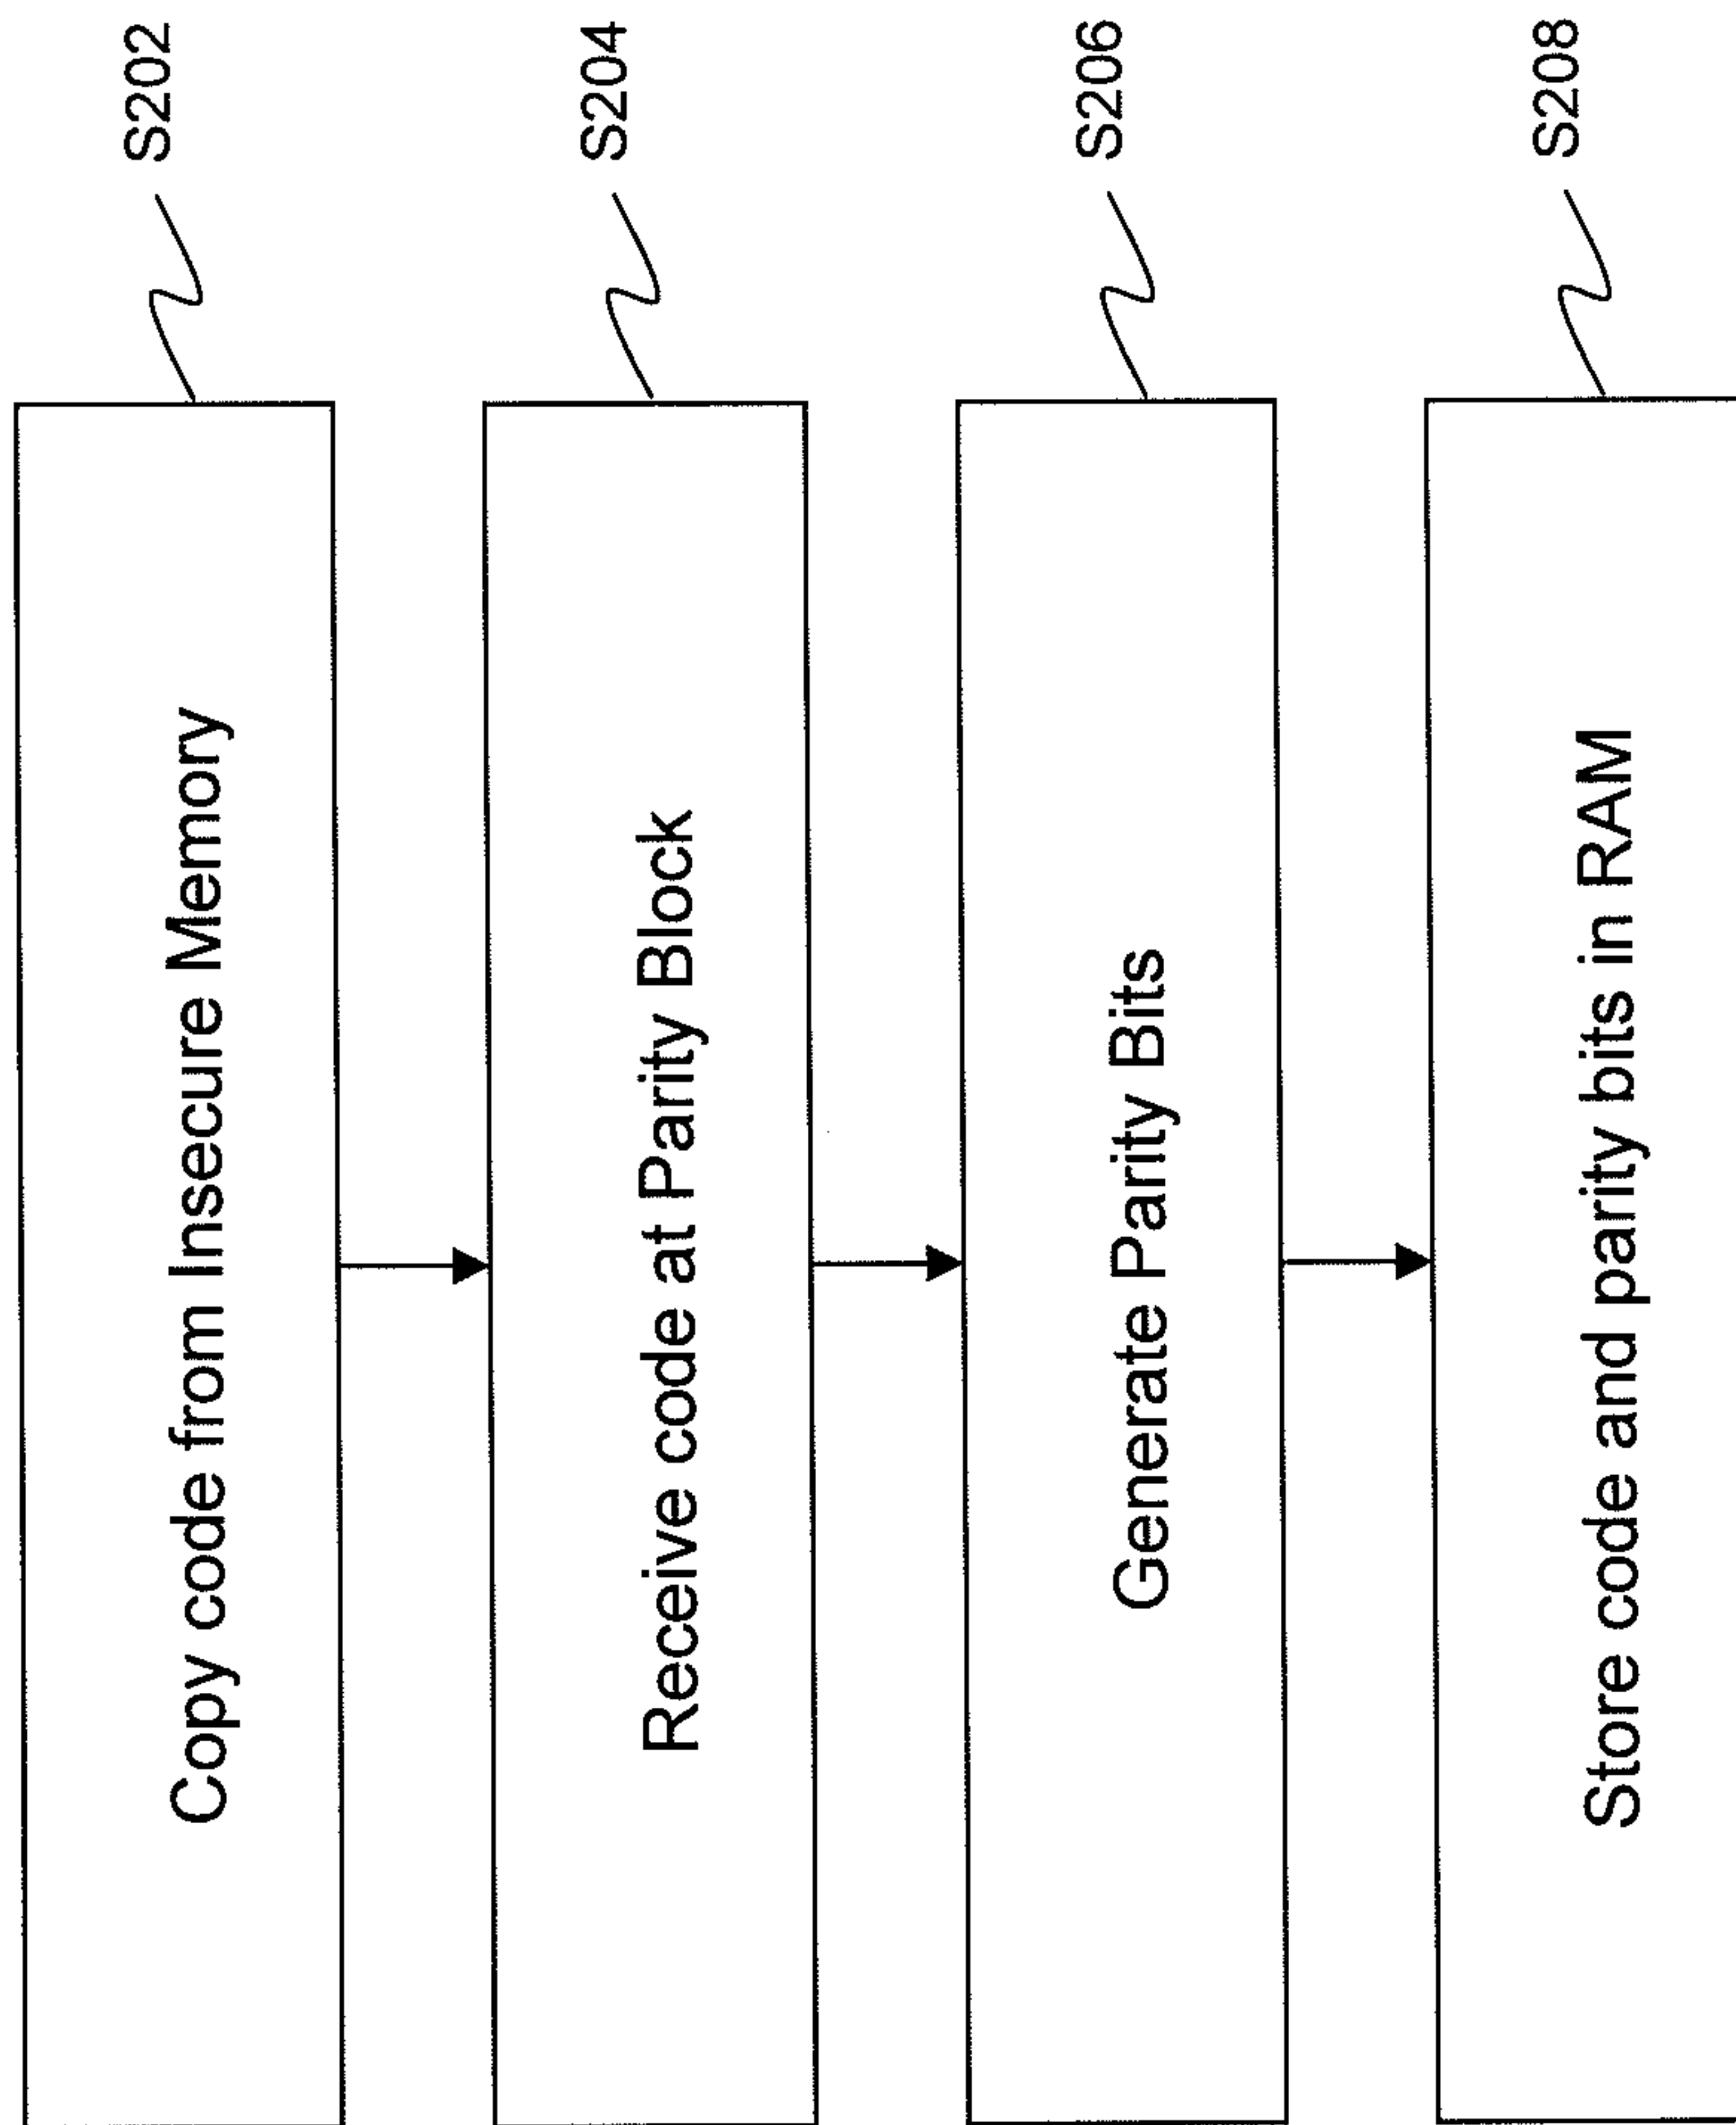 Copy code from Insecure Memory
S202
Receive code at Parity Block
S204
Generate Parity Bits
S206
Store code and parity bits in RAM
S208